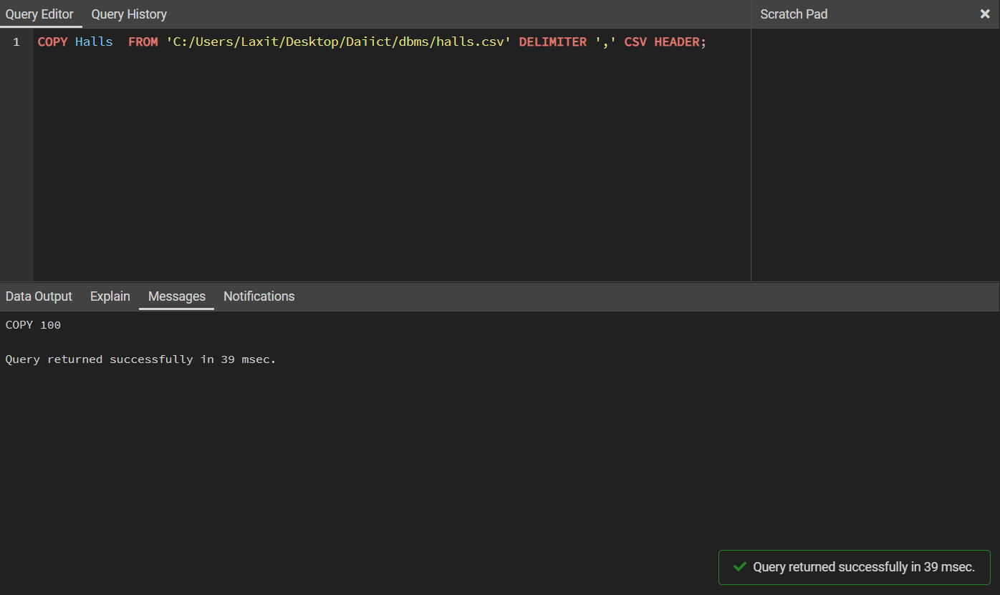 Query Editor Query History
Scratch Pad ×
1 COPY Halls  FROM 'C:/Users/Laxit/Desktop/Daiict/dbms/halls.csv' DELIMITER ',' CSV HEADER;
Data Output Explain Messages Notifications
COPY 100
Query returned successfully in 39 msec.
✓ Query returned successfully in 39 msec.